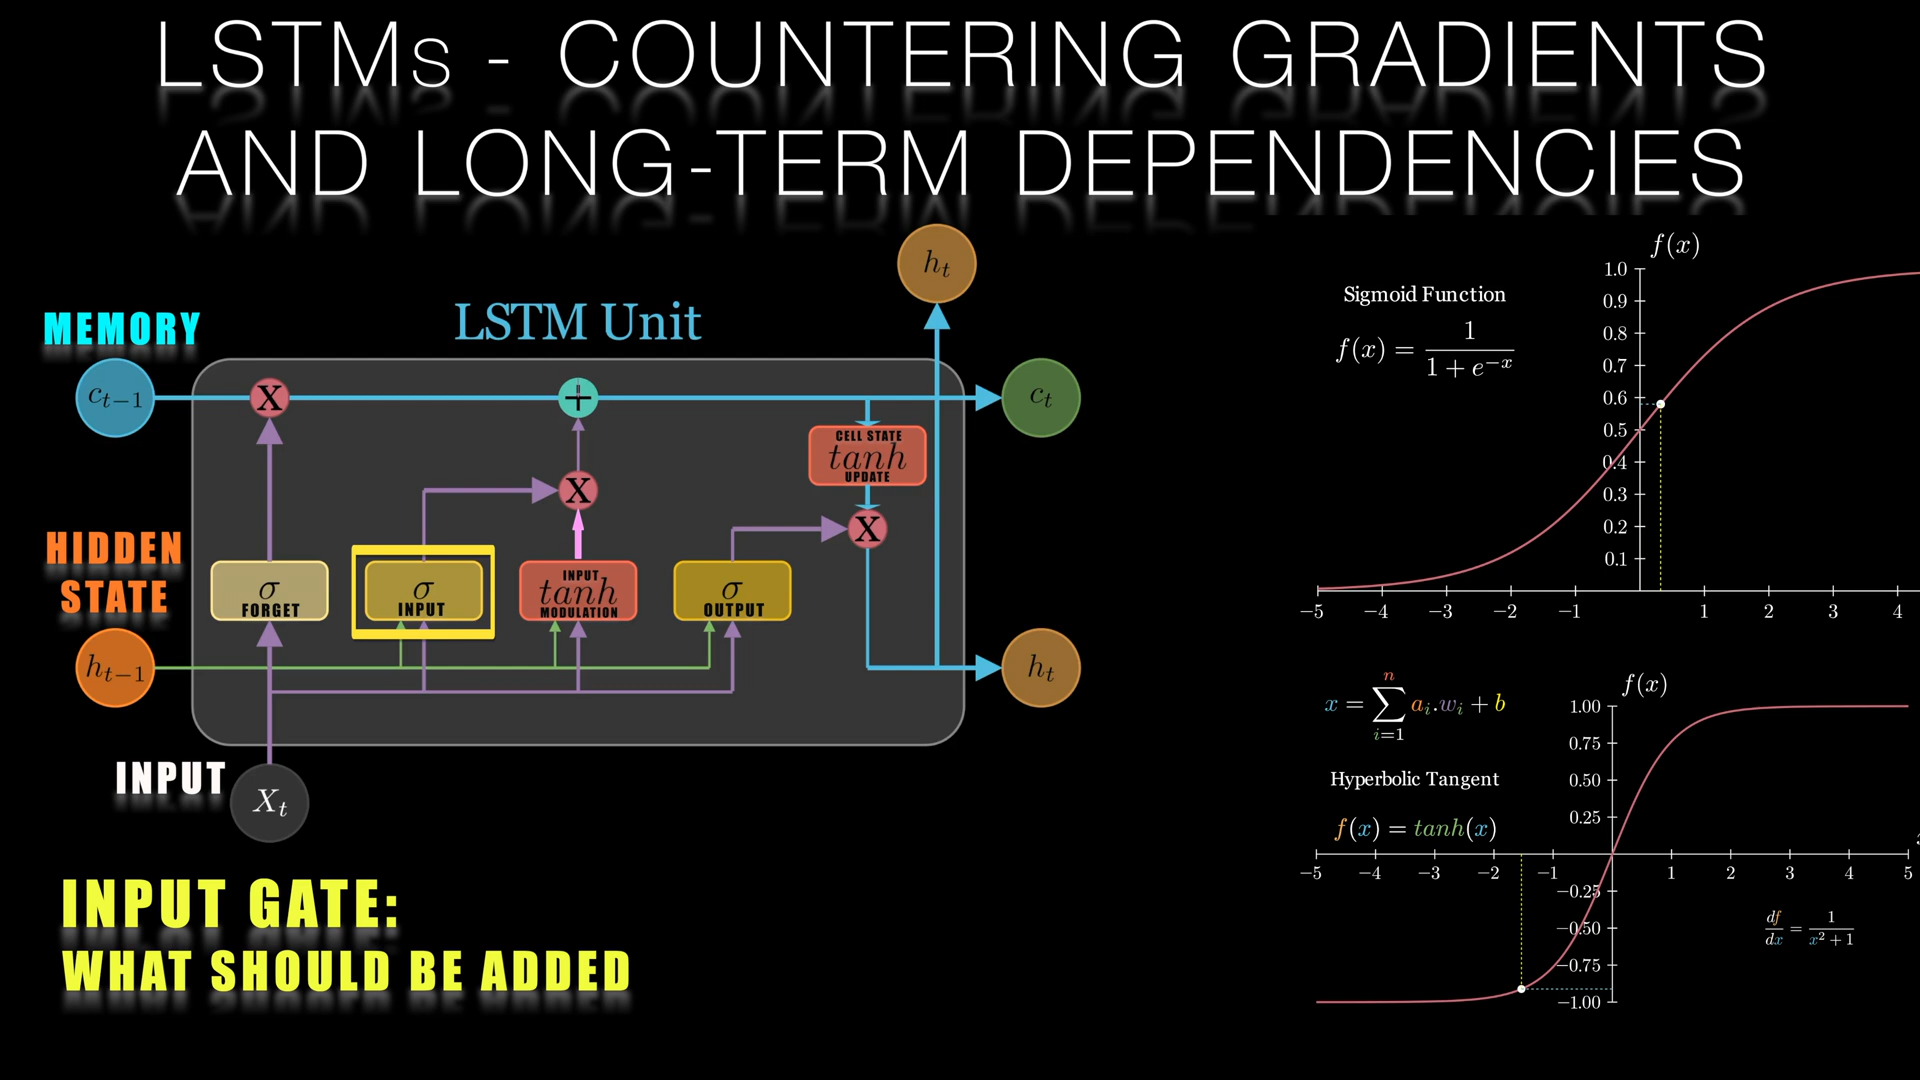 LSTMs - COUNTERING GRADIENTS
AND LONG-TERM DEPENDENCIES
h_t
LSTM Unit
MEMORY
c_{t-1}
X
+
c_t
CELL STATE
tanh
UPDATE
X
X
HIDDEN
STATE
h_{t-1}
σ
FORGET
σ
INPUT
INPUT
tanh
MODULATION
σ
OUTPUT
h_t
INPUT
X_t
INPUT GATE:
WHAT SHOULD BE ADDED
f(x)
Sigmoid Function
f(x) = \frac{1}{1 + e^{-x}}
1.0
0.9
0.8
0.7
0.6
0.5
0.4
0.3
0.2
0.1
−5 −4 −3 −2 −1 1 2 3 4
x = \sum_{i=1}^{n} a_i.w_i + b
Hyperbolic Tangent
f(x) = tanh(x)
f(x)
1.00
0.75
0.50
0.25
−5 −4 −3 −2 −1 1 2 3 4 5
−0.25
−0.50
−0.75
−1.00
\frac{df}{dx} = \frac{1}{x^2 + 1}